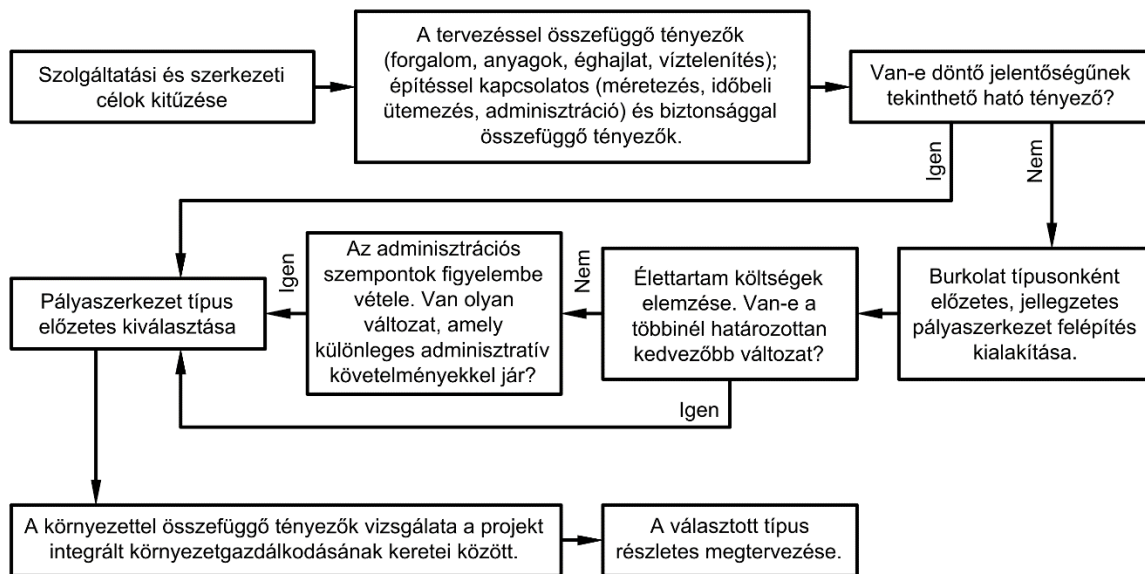 Szolgáltatási és szerkezeti
célok kitűzése
A tervezéssel összefüggő tényezők
(forgalom, anyagok, éghajlat, víztelenítés);
építéssel kapcsolatos (méretezés, időbeli
ütemezés, adminisztráció) és biztonsággal
összefüggő tényezők.
Van-e döntő jelentőségűnek
tekinthető ható tényező?
Igen
Nem
Burkolat típusonként
előzetes, jellegzetes
pályaszerkezet felépítés
kialakítása.
Élettartam költségek
elemzése. Van-e a
többinél határozottan
kedvezőbb változat?
Nem
Igen
Az adminisztrációs
szempontok figyelembe
vétele. Van olyan
változat, amely
különleges adminisztratív
követelményekkel jár?
Igen
Pályaszerkezet típus
előzetes kiválasztása
A környezettel összefüggő tényezők vizsgálata a projekt
integrált környezetgazdálkodásának keretei között.
A választott típus
részletes megtervezése.